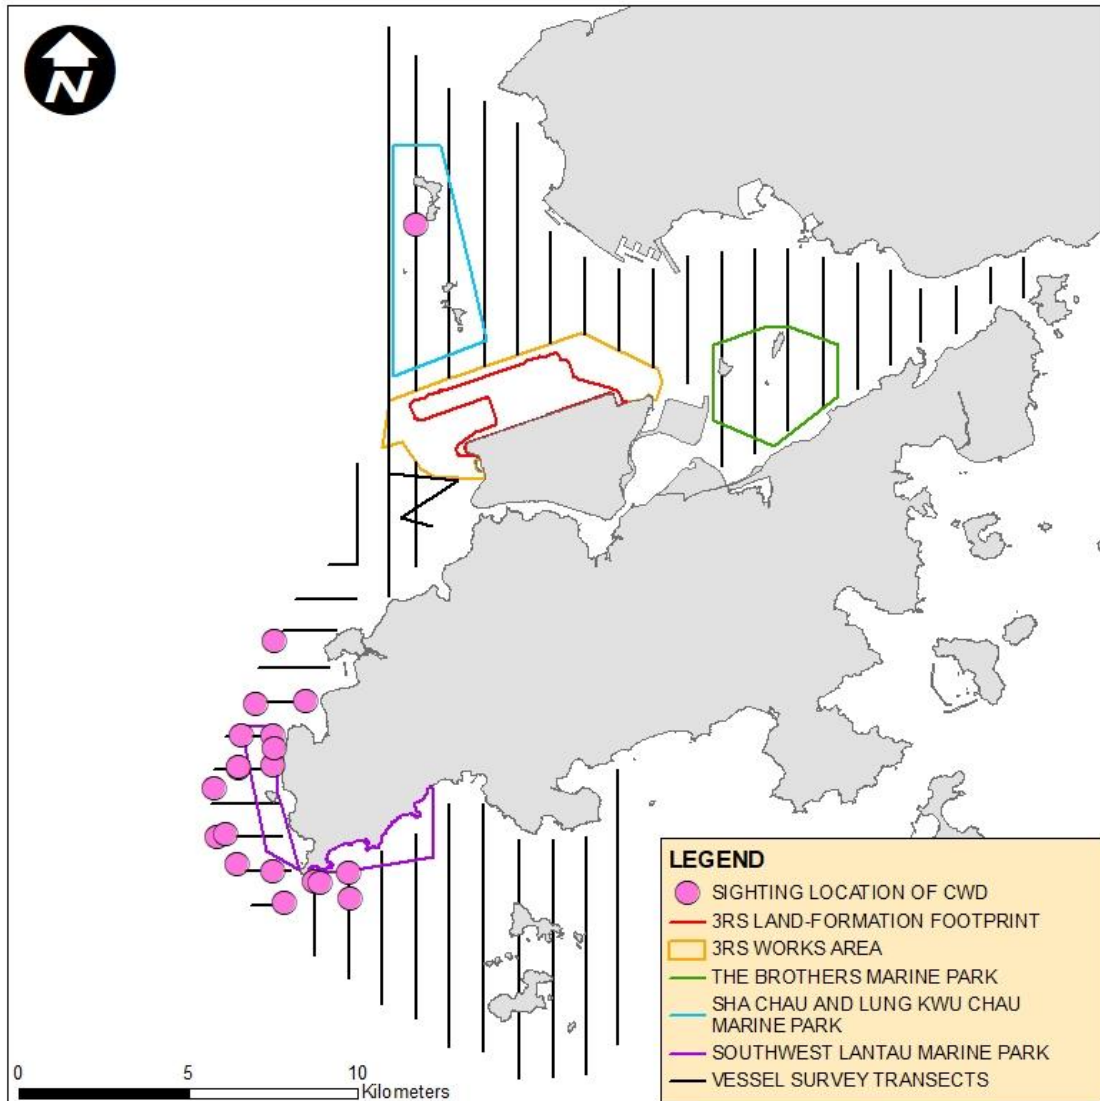 N
LEGEND
SIGHTING LOCATION OF CWD
3RS LAND-FORMATION FOOTPRINT
3RS WORKS AREA
THE BROTHERS MARINE PARK
SHA CHAU AND LUNG KWU CHAU
MARINE PARK
SOUTHWEST LANTAU MARINE PARK
VESSEL SURVEY TRANSECTS
0 5 10
Kilometers